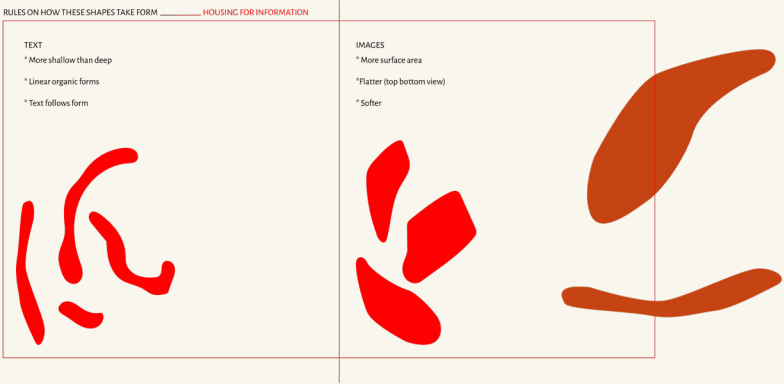 RULES ON HOW THESE SHAPES TAKE FORM __________ HOUSING FOR INFORMATION
TEXT
* More shallow than deep
* Linear organic forms
* Text follows form
IMAGES
* More surface area
*Flatter (top bottom view)
* Softer